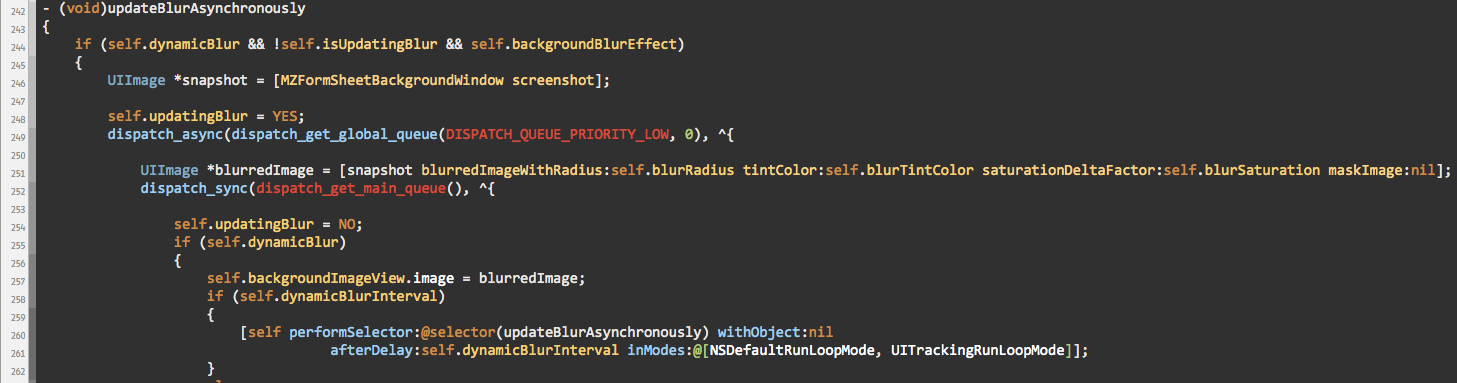 242 - (void)updateBlurAsynchronously
243 {
244 if (self.dynamicBlur && !self.isUpdatingBlur && self.backgroundBlurEffect)
245 {
246 UIImage *snapshot = [MZFormSheetBackgroundWindow screenshot];
247
248 self.updatingBlur = YES;
249 dispatch_async(dispatch_get_global_queue(DISPATCH_QUEUE_PRIORITY_LOW, 0), ^{
250
251 UIImage *blurredImage = [snapshot blurredImageWithRadius:self.blurRadius tintColor:self.blurTintColor saturationDeltaFactor:self.blurSaturation maskImage:nil];
252 dispatch_sync(dispatch_get_main_queue(), ^{
253
254 self.updatingBlur = NO;
255 if (self.dynamicBlur)
256 {
257 self.backgroundImageView.image = blurredImage;
258 if (self.dynamicBlurInterval)
259 {
260 [self performSelector:@selector(updateBlurAsynchronously) withObject:nil
261 afterDelay:self.dynamicBlurInterval inModes:@[NSDefaultRunLoopMode, UITrackingRunLoopMode]];
262 }